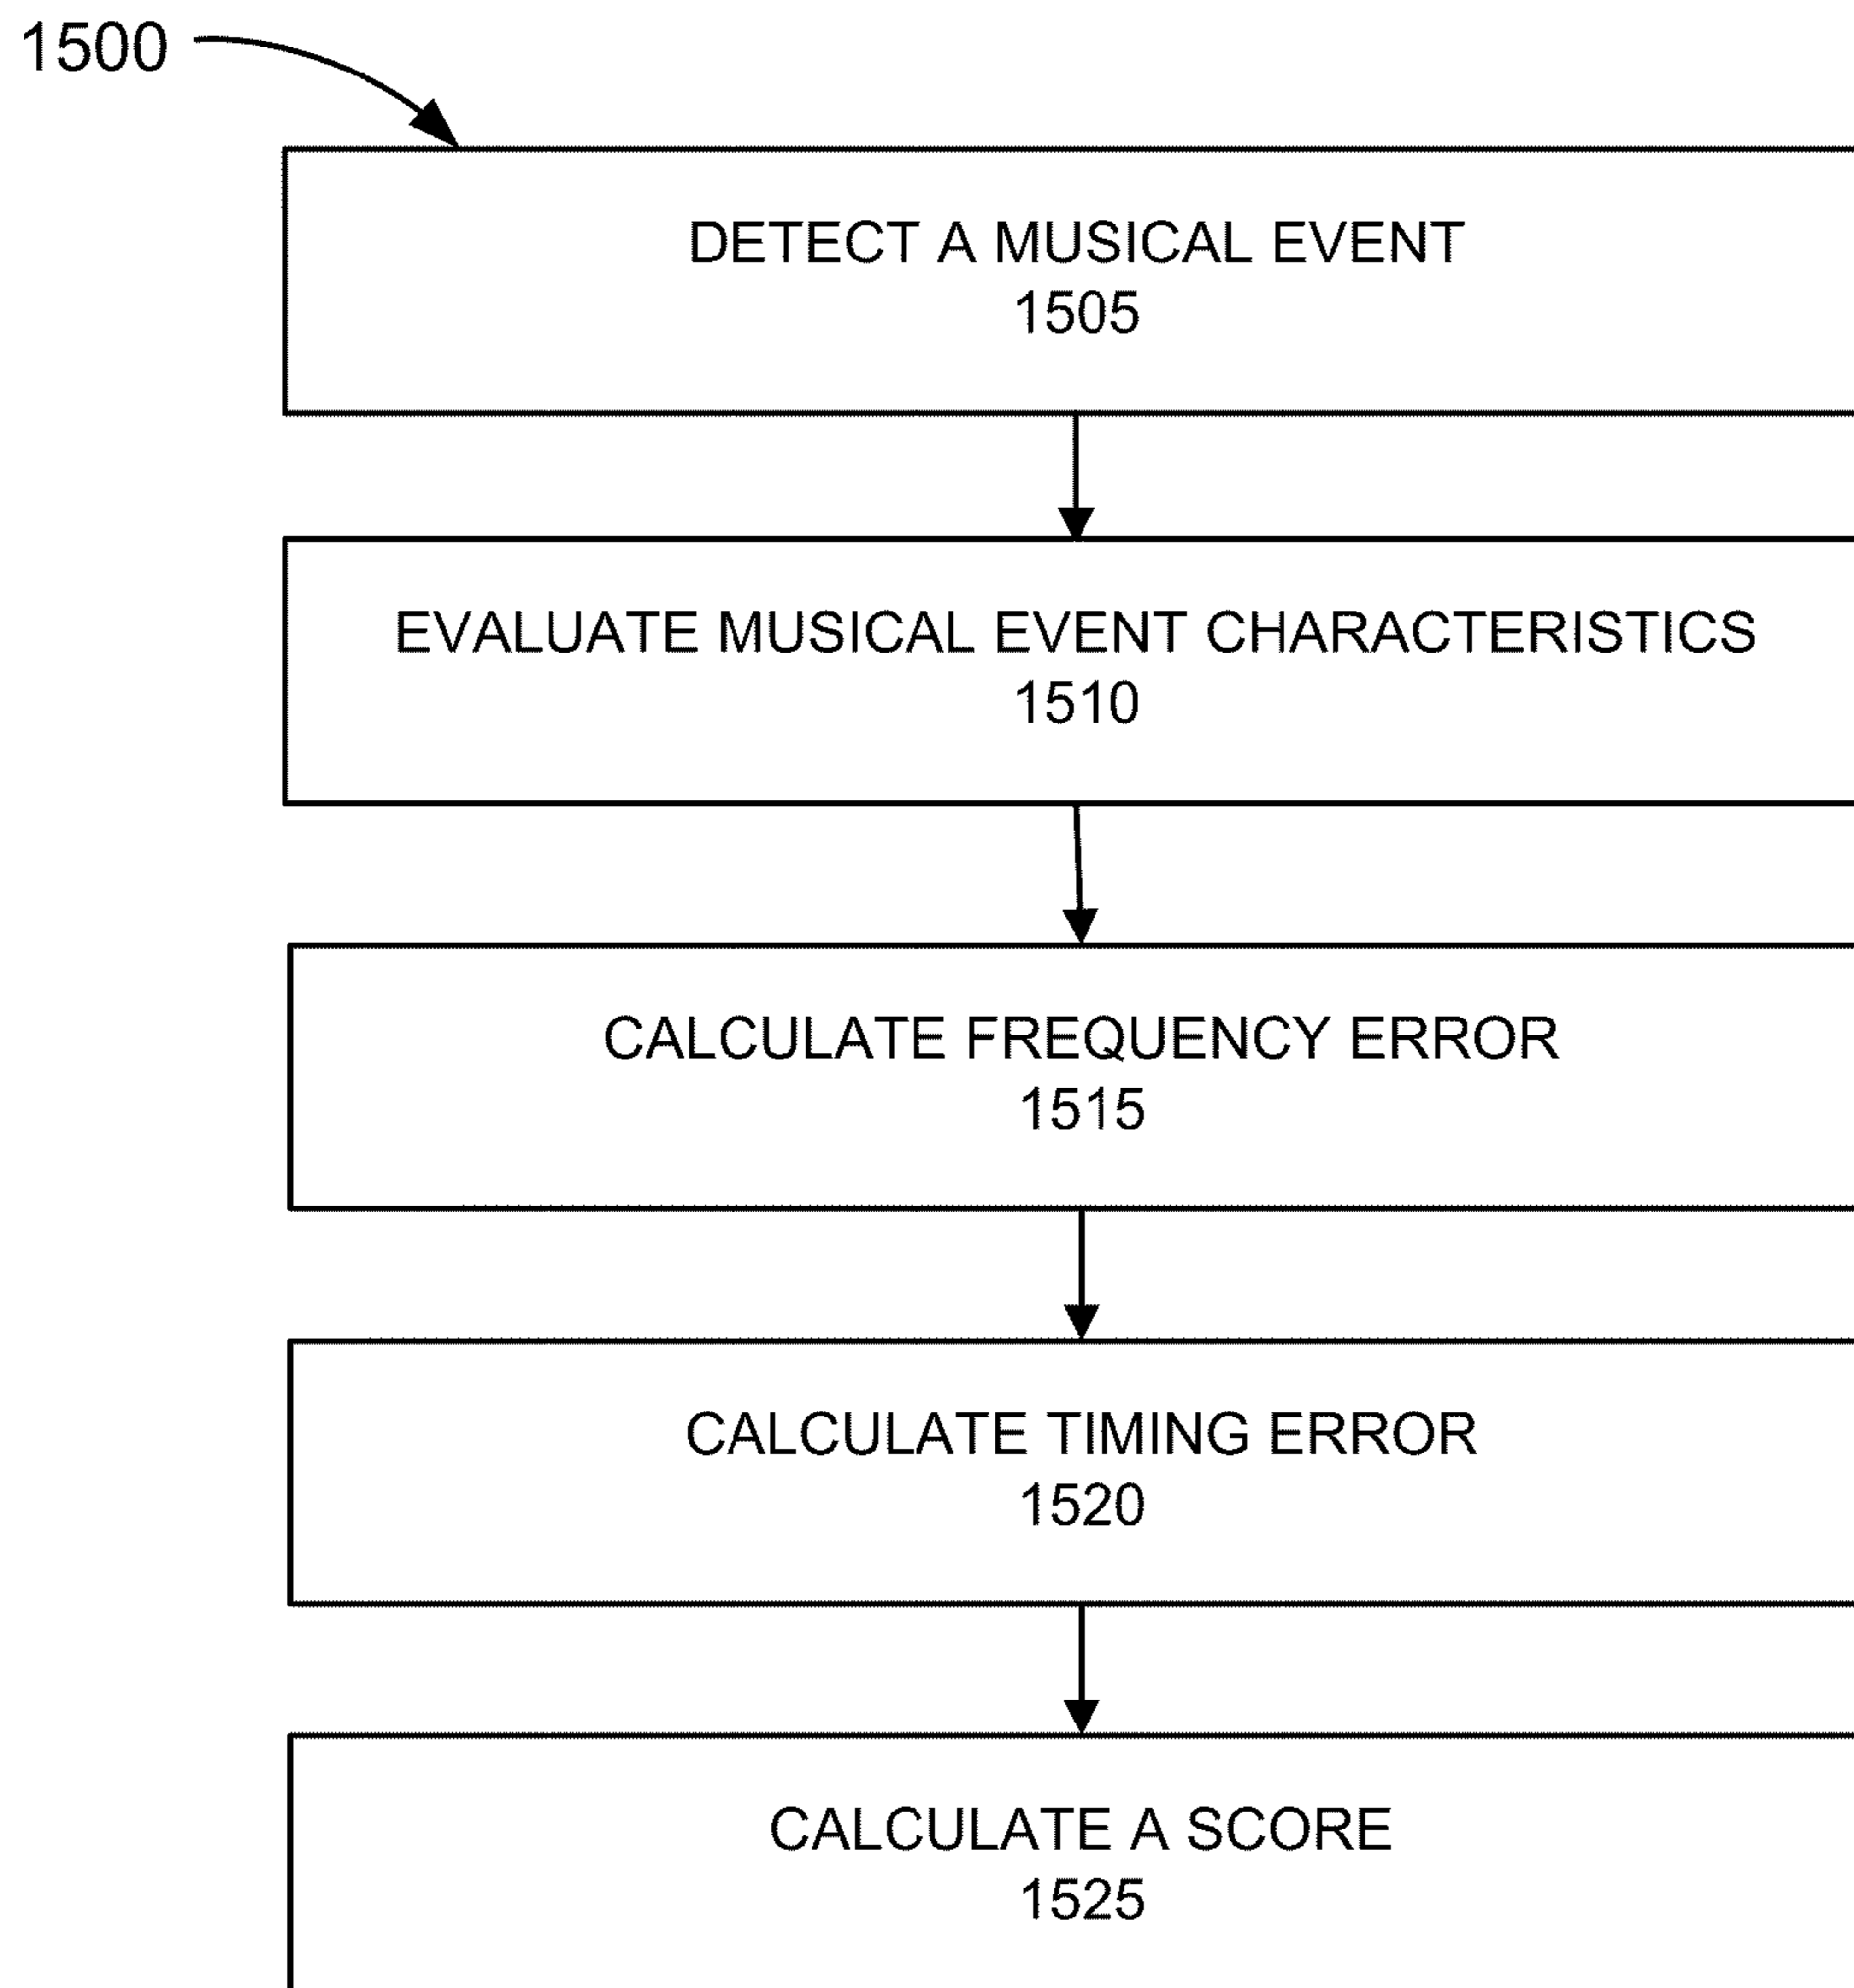 1500
DETECT A MUSICAL EVENT
1505
EVALUATE MUSICAL EVENT CHARACTERISTICS
1510
CALCULATE FREQUENCY ERROR
1515
CALCULATE TIMING ERROR
1520
CALCULATE A SCORE
1525